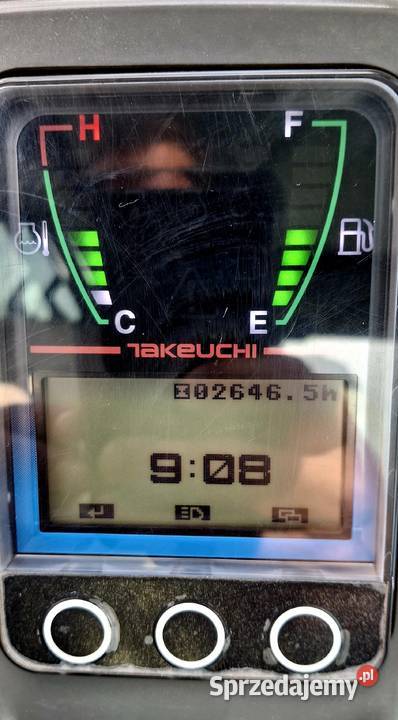 H F
C E
TAKEUCHI
02646.5h
9:08
Sprzedajemy.pl